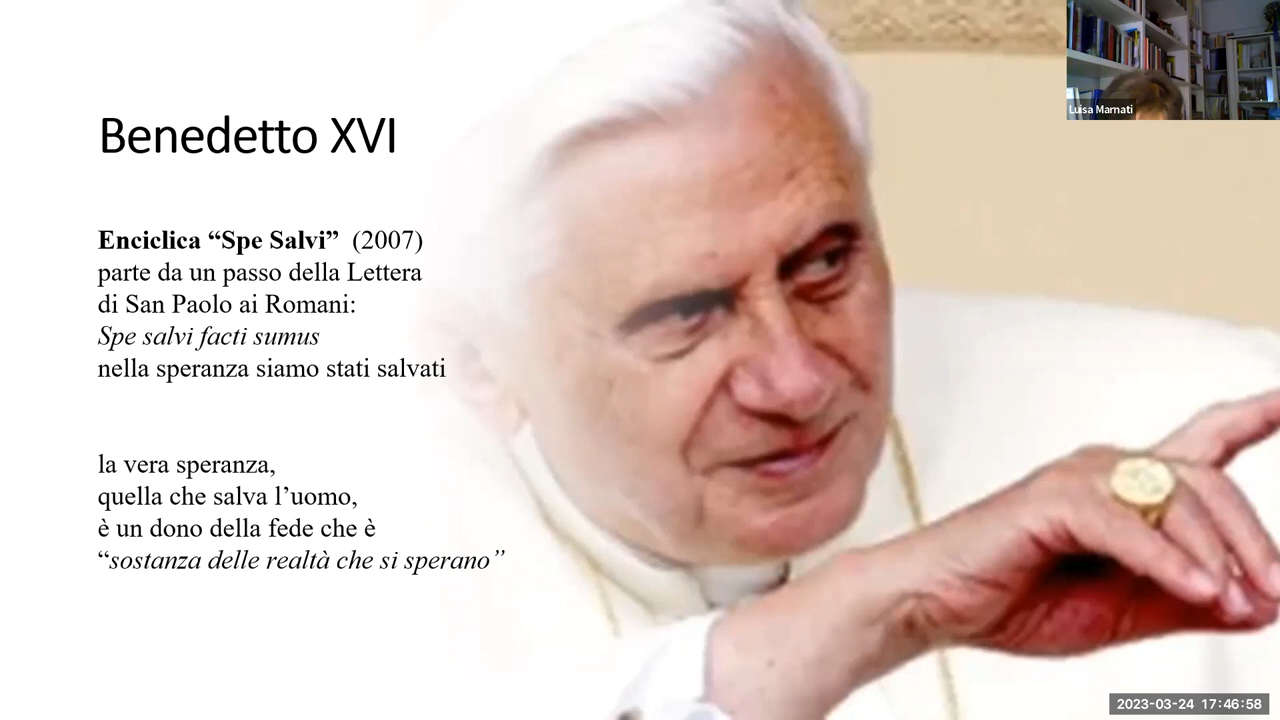 Benedetto XVI
Enciclica “Spe Salvi” (2007)
parte da un passo della Lettera
di San Paolo ai Romani:
Spe salvi facti sumus
nella speranza siamo stati salvati
la vera speranza,
quella che salva l’uomo,
è un dono della fede che è
“sostanza delle realtà che si sperano”
Luisa Marnati
2023-03-24 17:46:58